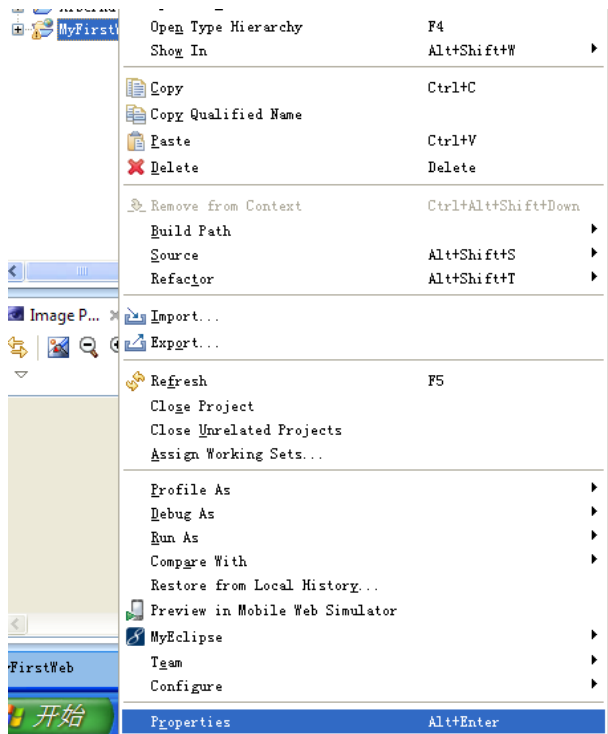 MyFirst
Open Type Hierarchy F4
Show In Alt+Shift+W
Copy Ctrl+C
Copy Qualified Name
Paste Ctrl+V
Delete Delete
Remove from Context Ctrl+Alt+Shift+Down
Build Path
Source Alt+Shift+S
Refactor Alt+Shift+T
Image P...
Import...
Export...
Refresh F5
Close Project
Close Unrelated Projects
Assign Working Sets...
Profile As
Debug As
Run As
Compare With
Restore from Local History...
Preview in Mobile Web Simulator
MyEclipse
FirstWeb
Team
Configure
开始
Properties Alt+Enter